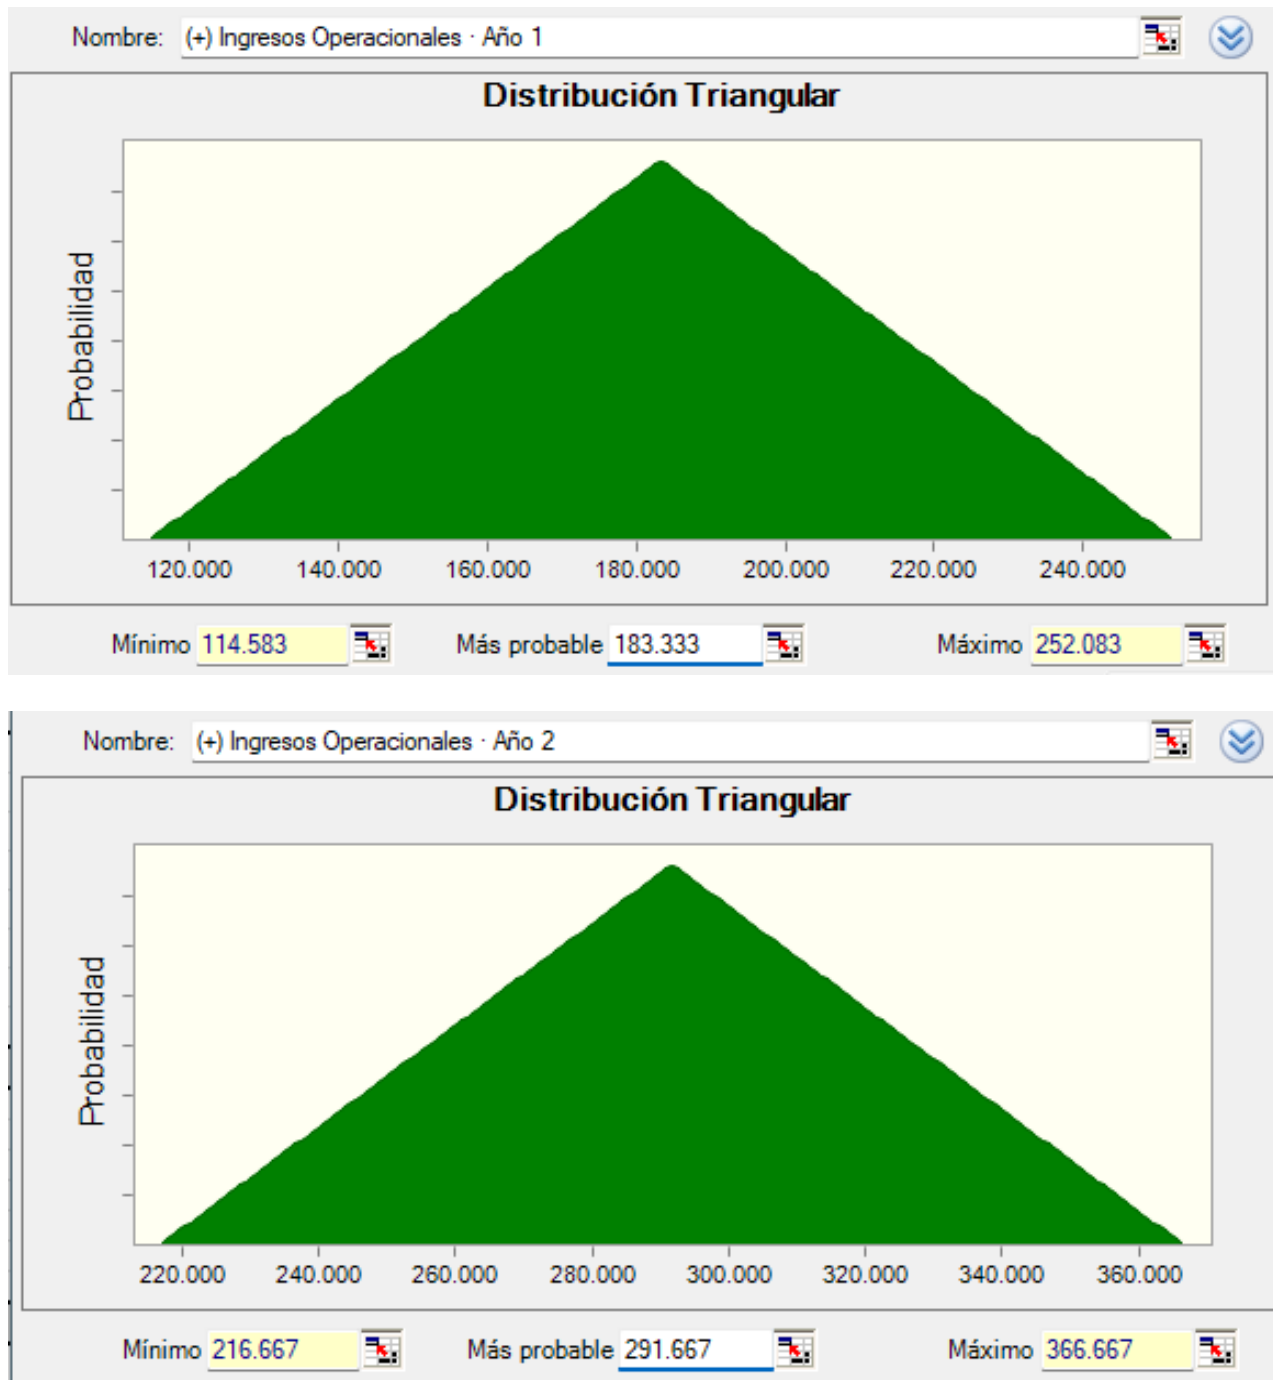 Nombre: (+) Ingresos Operacionales · Año 1
Distribución Triangular
Probabilidad
120.000 140.000 160.000 180.000 200.000 220.000 240.000
Mínimo 114.583 Más probable 183.333 Máximo 252.083
Nombre: (+) Ingresos Operacionales · Año 2
Distribución Triangular
Probabilidad
220.000 240.000 260.000 280.000 300.000 320.000 340.000 360.000
Mínimo 216.667 Más probable 291.667 Máximo 366.667